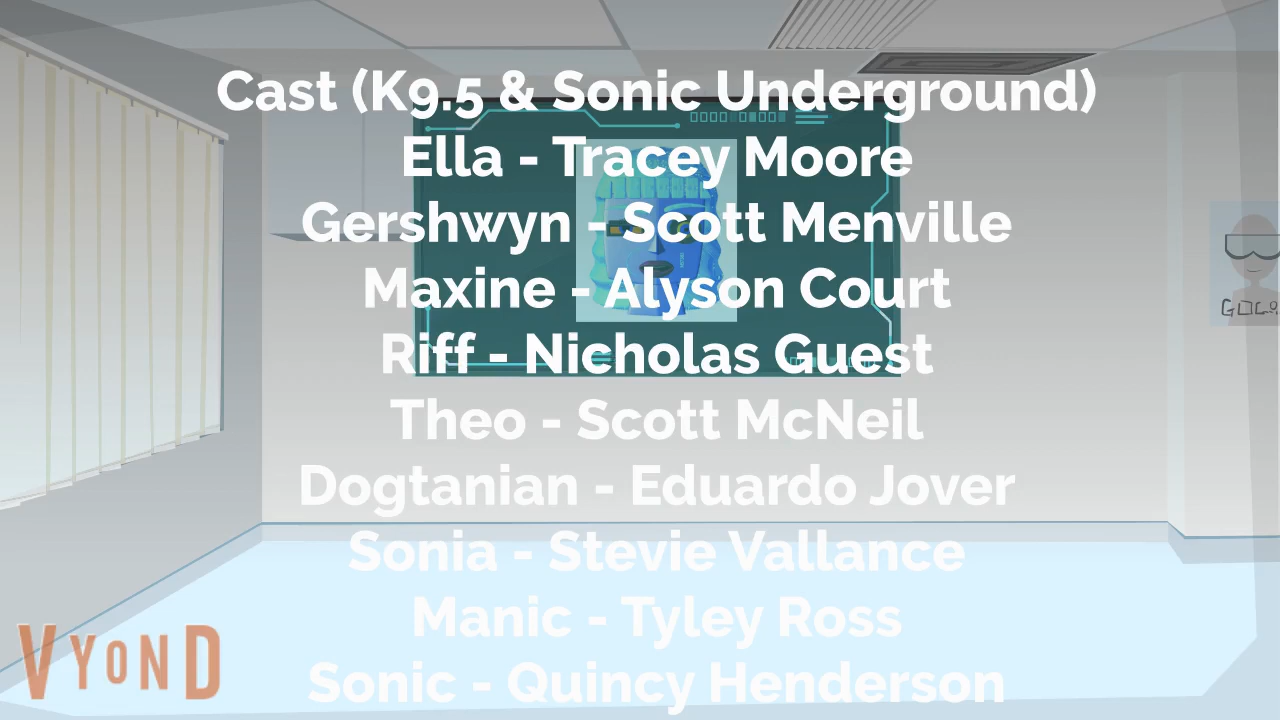 Cast (K9.5 & Sonic Underground)
Ella - Tracey Moore
Gershwyn - Scott Menville
Maxine - Alyson Court
Riff - Nicholas Guest
Theo - Scott McNeil
Dogtanian - Eduardo Jover
Sonia - Stevie Vallance
Manic - Tyley Ross
Sonic - Quincy Henderson
VYOND